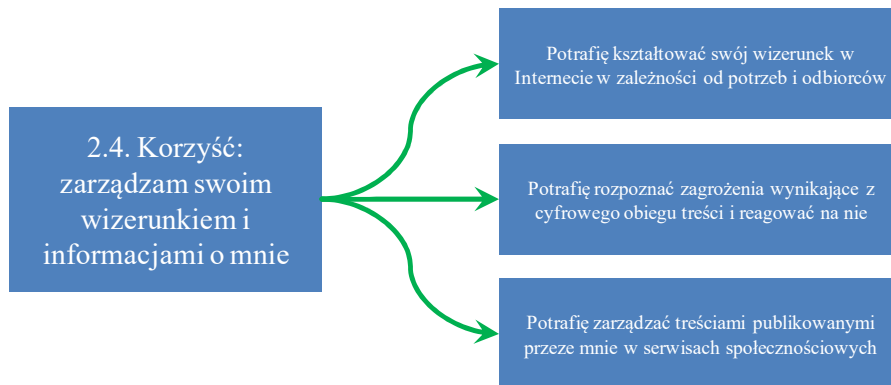 2.4. Korzyść:
zarządzam swoim
wizerunkiem i
informacjami o mnie
Potrafię kształtować swój wizerunek w
Internecie w zależności od potrzeb i odbiorców
Potrafię rozpoznać zagrożenia wynikające z
cyfrowego obiegu treści i reagować na nie
Potrafię zarządzać treściami publikowanymi
przeze mnie w serwisach społecznościowych